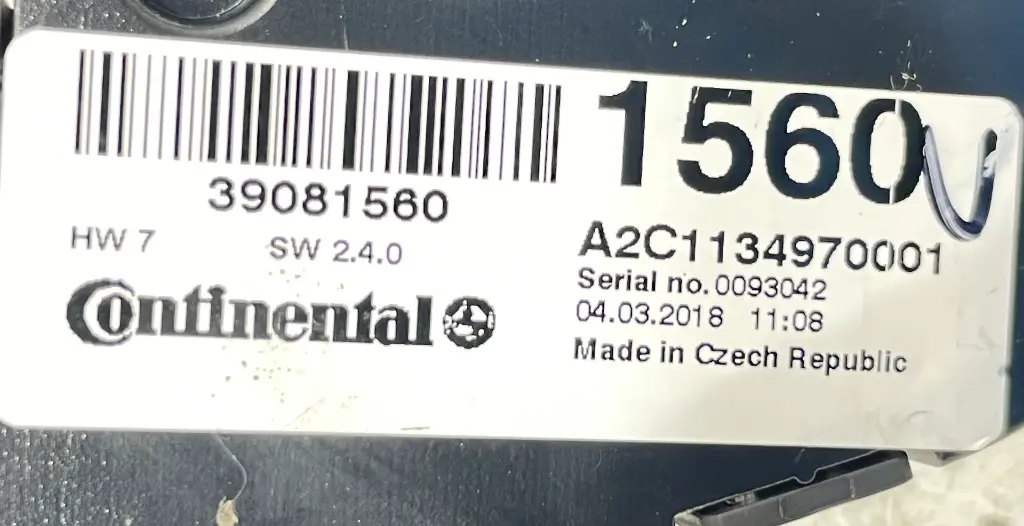 39081560
HW 7 SW 2.4.0
Continental
1560
A2C1134970001
Serial no. 0093042
04.03.2018 11:08
Made in Czech Republic